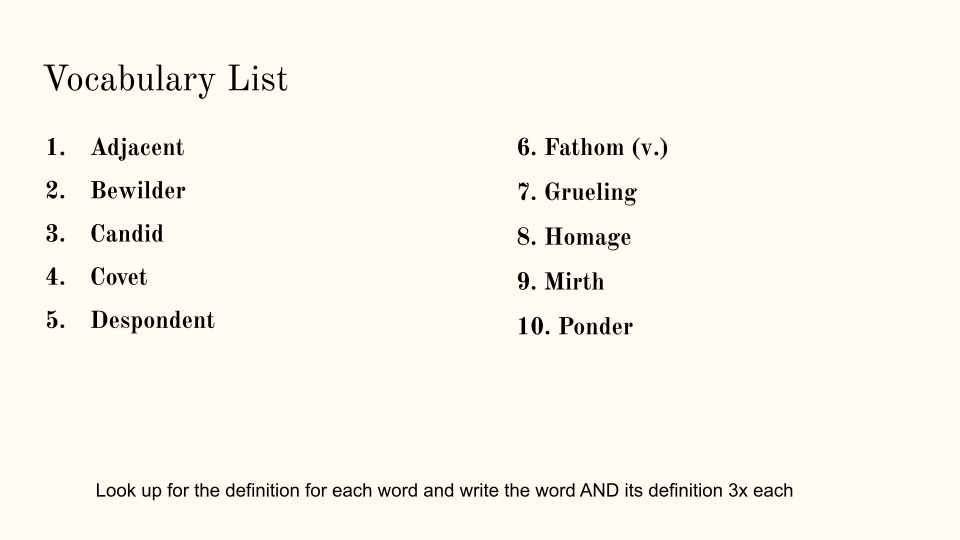 Vocabulary List
1. Adjacent
2. Bewilder
3. Candid
4. Covet
5. Despondent
6. Fathom (v.)
7. Grueling
8. Homage
9. Mirth
10. Ponder
Look up for the definition for each word and write the word AND its definition 3x each